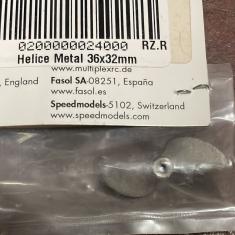 0200000024000 RZ.R
Helice Metal 36x32mm
www.multiplexrc.de
, England Fasol SA-08251, España
www.fasol.es
Speedmodels-5102, Switzerland
www.speedmodels.com